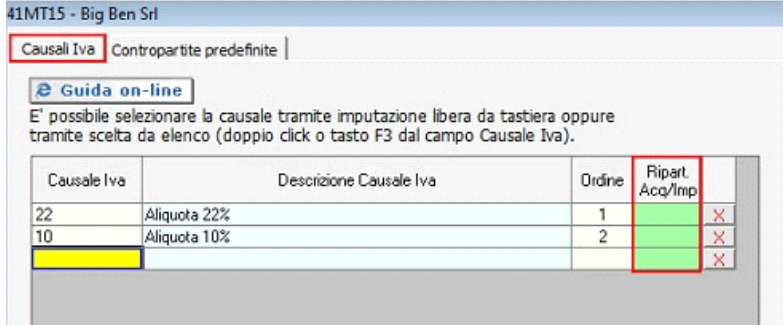 41MT15 - Big Ben Srl
Causali Iva Contropartite predefinite
Guida on-line
E' possibile selezionare la causale tramite imputazione libera da tastiera oppure
tramite scelta da elenco (doppio click o tasto F3 dal campo Causale Iva).
Causale Iva Descrizione Causale Iva Ordine Ripart. Acq/Imp
22 Aliquota 22% 1 X
10 Aliquota 10% 2 X
X